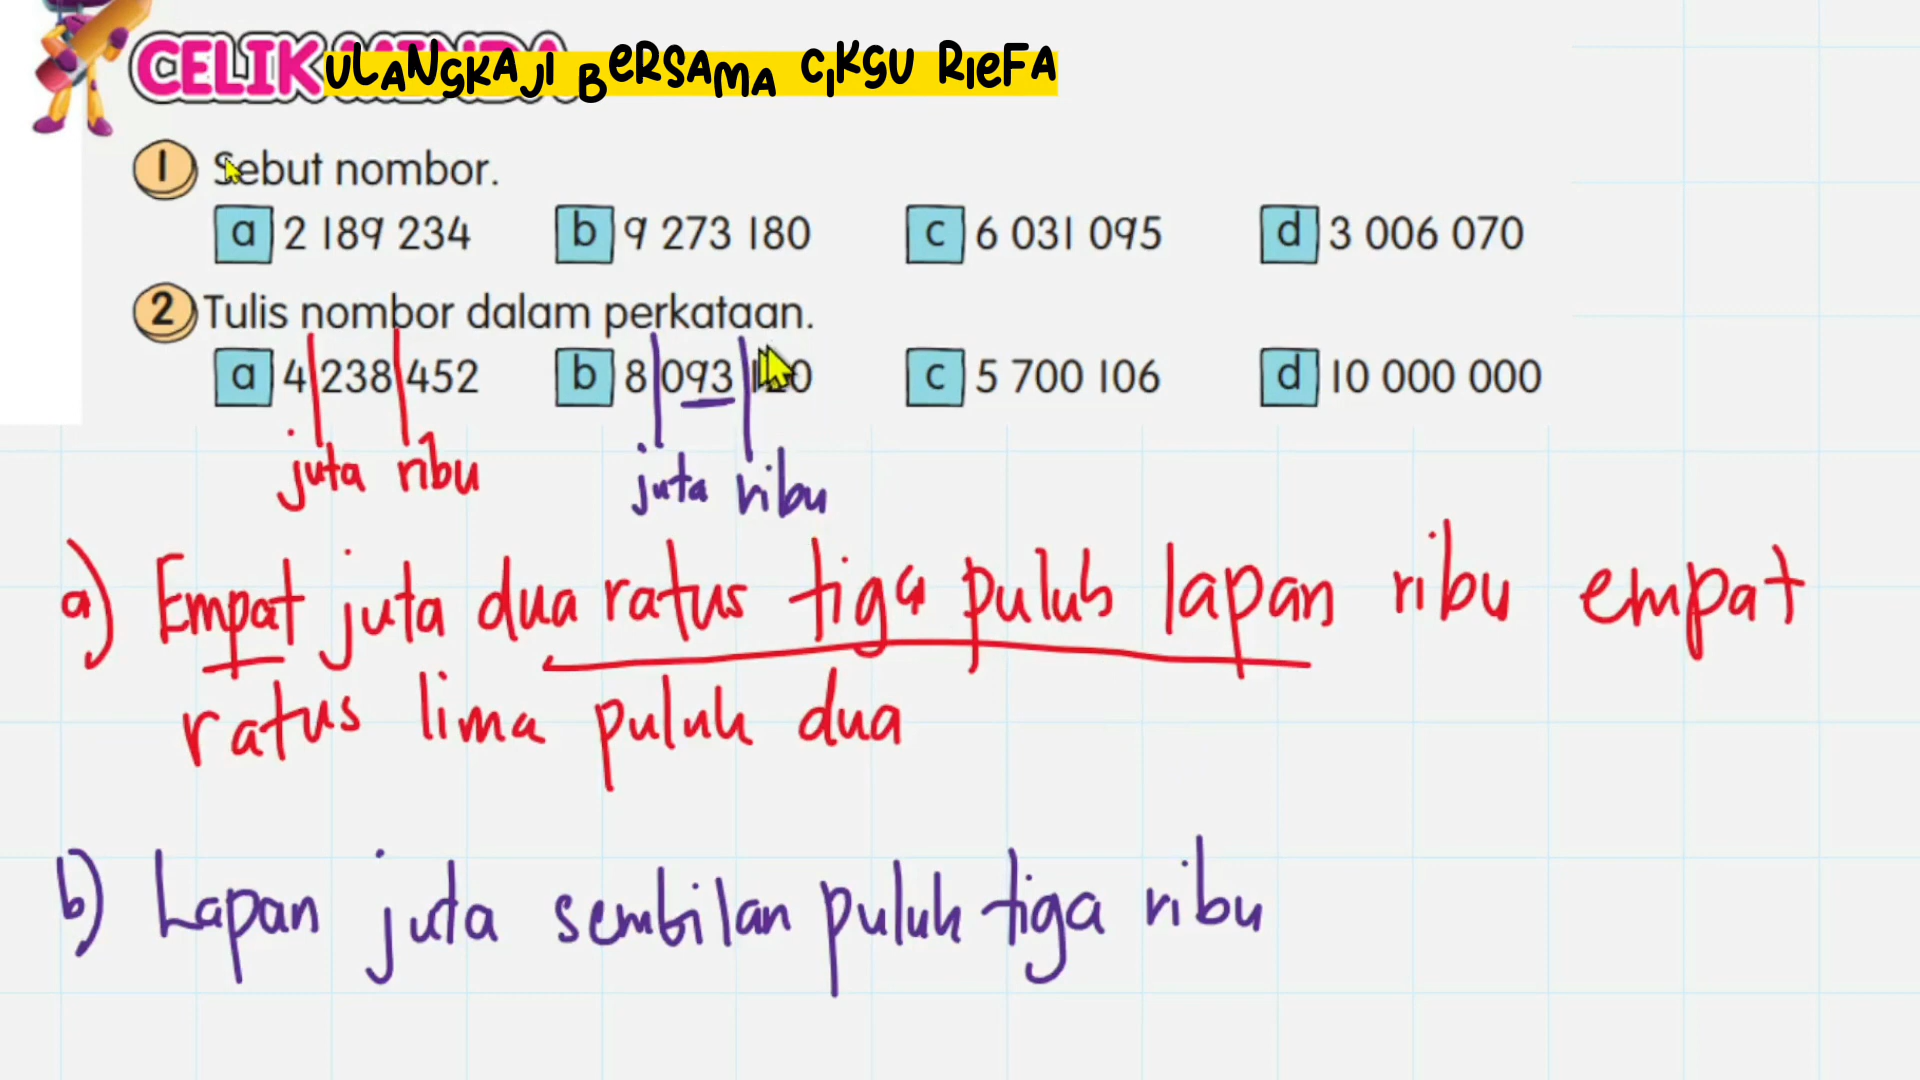 CELIK ULANGKAJI BERSAMA CIKGU RIEFA
1 Sebut nombor.
a 2 189 234 b 9 273 180 c 6 031 095 d 3 006 070
2 Tulis nombor dalam perkataan.
a 4 238 452 b 8 093 c 5 700 106 d 10 000 000
juta ribu juta ribu
a) Empat juta dua ratus tiga puluh lapan ribu empat
ratus lima puluh dua
b) Lapan juta sembilan puluh tiga ribu